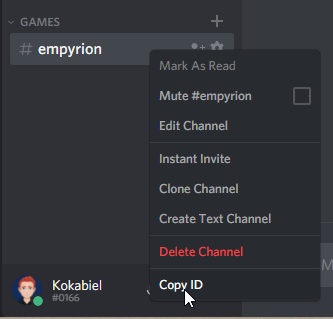 GAMES
# empyrion
Mark As Read
Mute #empyrion
Edit Channel
Instant Invite
Clone Channel
Create Text Channel
Delete Channel
Copy ID
Kokabiel
#0166
M